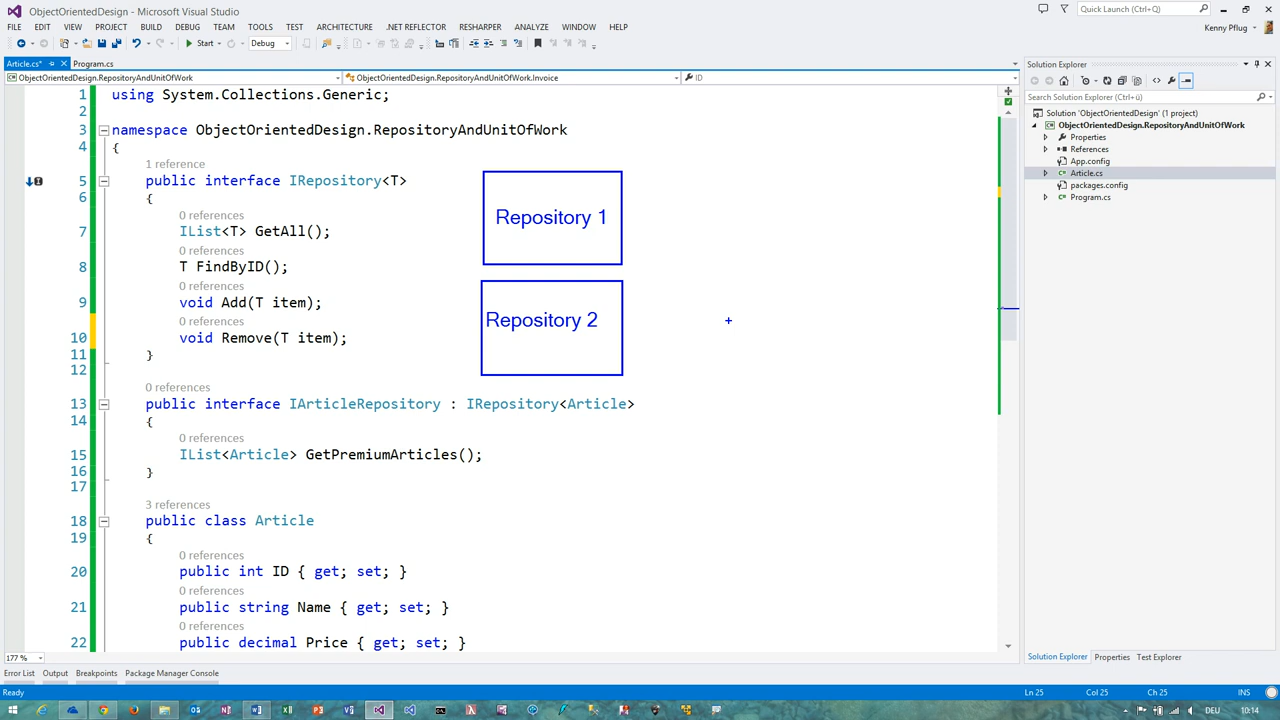 ObjectOrientedDesign - Microsoft Visual Studio
Quick Launch (Ctrl+Q)
FILE EDIT VIEW PROJECT BUILD DEBUG TEAM TOOLS TEST ARCHITECTURE .NET REFLECTOR RESHARPER ANALYZE WINDOW HELP
Kenny Pflug
Start Debug
Article.cs* Program.cs
ObjectOrientedDesign.RepositoryAndUnitOfWork ObjectOrientedDesign.RepositoryAndUnitOfWork.Invoice ID
1 using System.Collections.Generic;
2
3 namespace ObjectOrientedDesign.RepositoryAndUnitOfWork
4 {
1 reference
5 public interface IRepository<T>
6 {
0 references
7 IList<T> GetAll();
0 references
8 T FindByID();
0 references
9 void Add(T item);
0 references
10 void Remove(T item);
11 }
12
0 references
13 public interface IArticleRepository : IRepository<Article>
14 {
0 references
15 IList<Article> GetPremiumArticles();
16 }
17
3 references
18 public class Article
19 {
0 references
20 public int ID { get; set; }
0 references
21 public string Name { get; set; }
0 references
22 public decimal Price { get; set; }
Repository 1
Repository 2
177 %
Solution Explorer
Search Solution Explorer (Ctrl+ü)
Solution 'ObjectOrientedDesign' (1 project)
ObjectOrientedDesign.RepositoryAndUnitOfWork
Properties
References
App.config
Article.cs
packages.config
Program.cs
Solution Explorer Properties Test Explorer
Error List Output Breakpoints Package Manager Console
Ready Ln 25 Col 25 Ch 25 INS
DEU 10:14